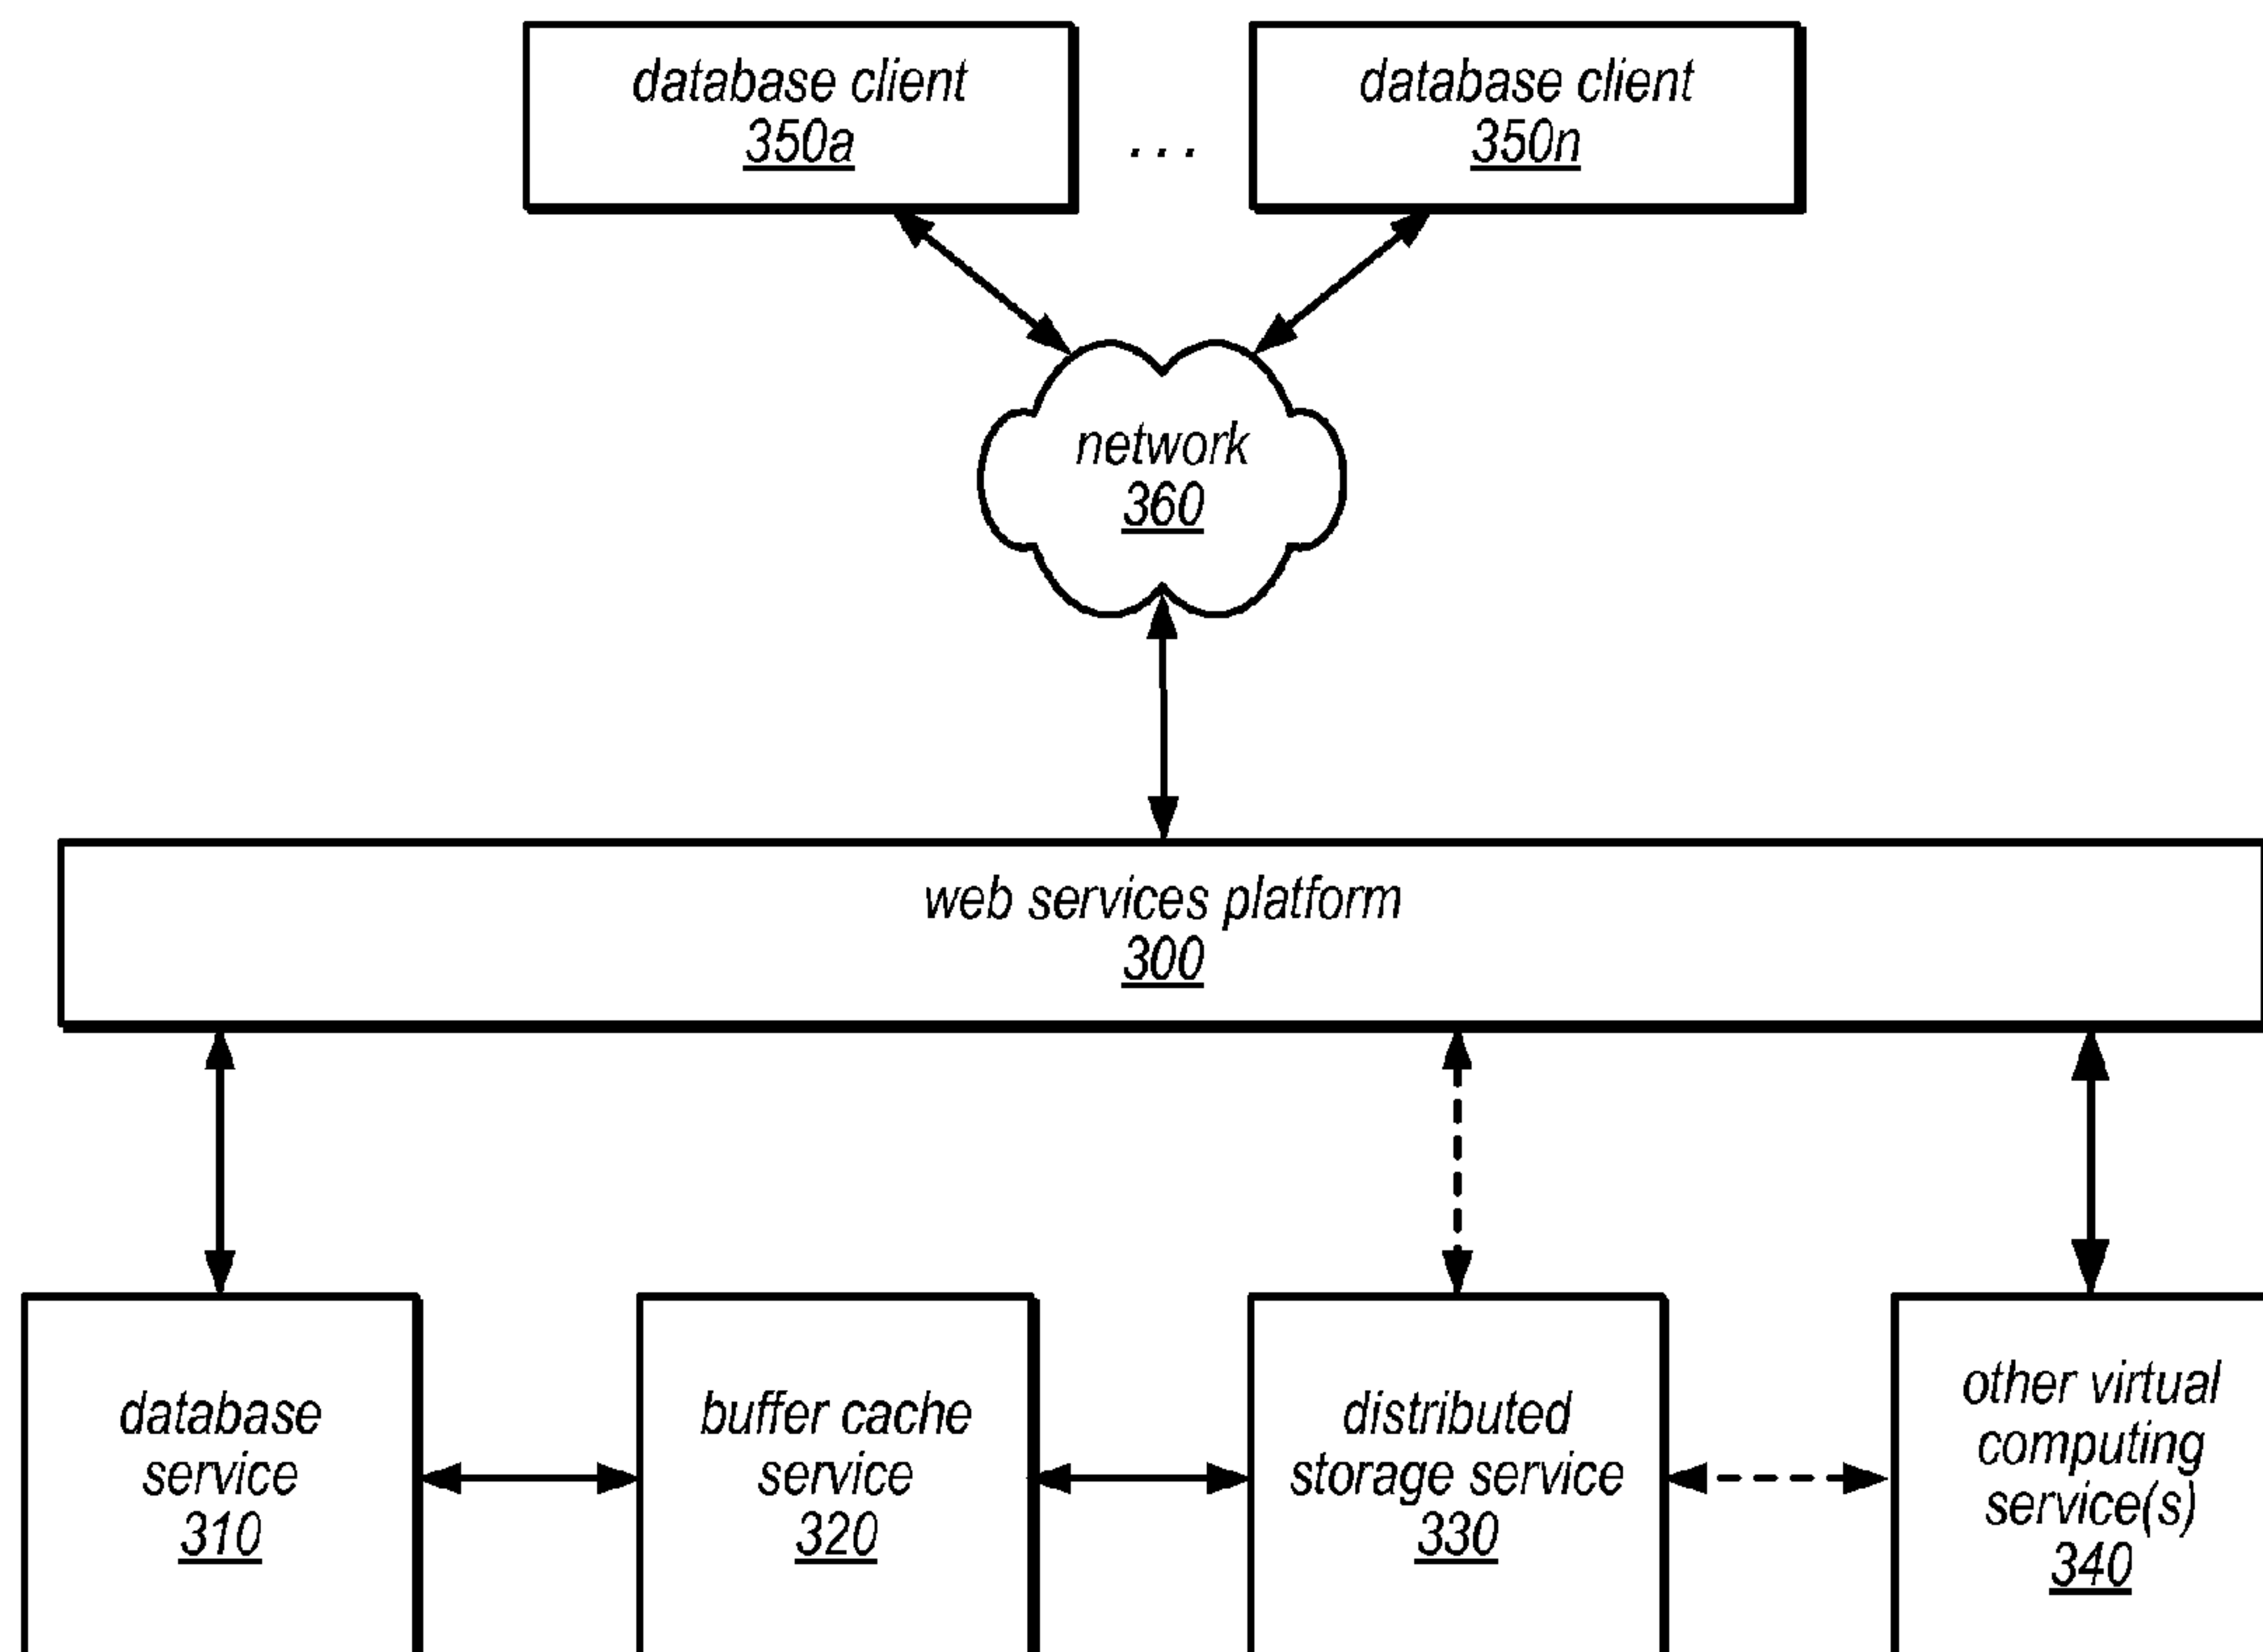 database client
350a
...
database client
350n
network
360
web services platform
300
database
service
310
buffer cache
service
320
distributed
storage service
330
other virtual
computing
service(s)
340